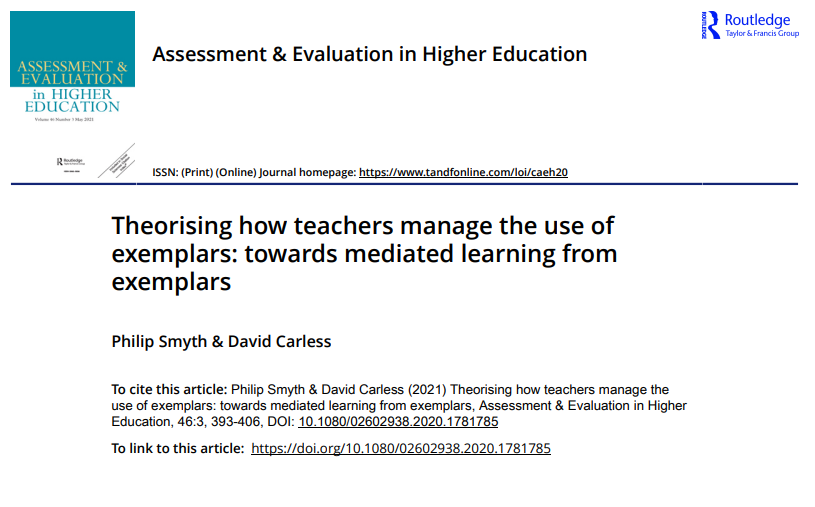 ASSESSMENT &
EVALUATION
in HIGHER
EDUCATION
Volume 46 Number 3 May 2021
Routledge
Assessment & Evaluation in Higher Education
Routledge
Taylor & Francis Group
ROUTLEDGE
ISSN: (Print) (Online) Journal homepage: https://www.tandfonline.com/loi/caeh20
Theorising how teachers manage the use of
exemplars: towards mediated learning from
exemplars
Philip Smyth & David Carless
To cite this article: Philip Smyth & David Carless (2021) Theorising how teachers manage the
use of exemplars: towards mediated learning from exemplars, Assessment & Evaluation in Higher
Education, 46:3, 393-406, DOI: 10.1080/02602938.2020.1781785
To link to this article: https://doi.org/10.1080/02602938.2020.1781785